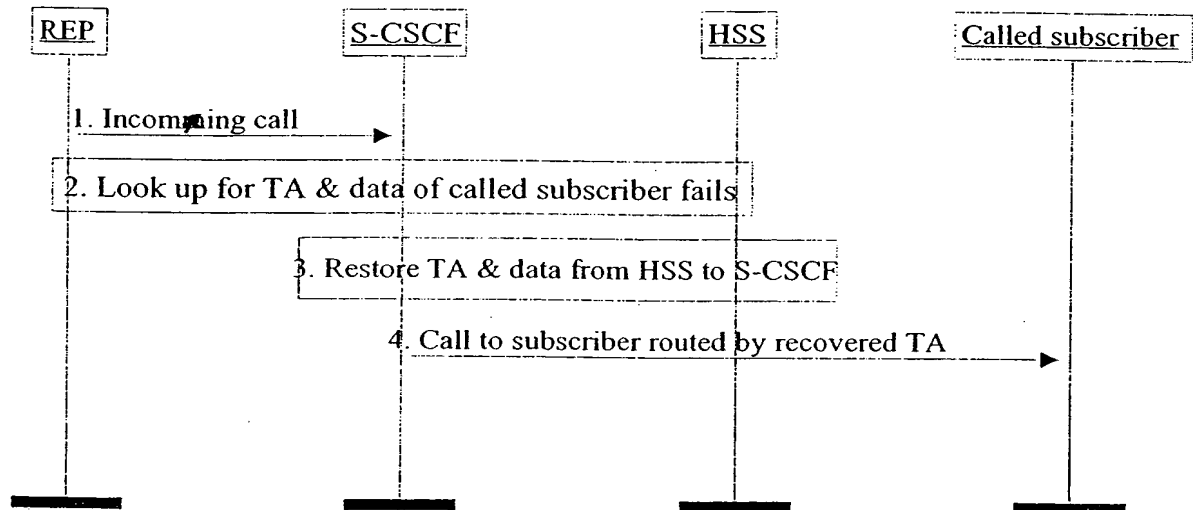 REP S-CSCF HSS Called subscriber
1. Incomming call
2. Look up for TA & data of called subscriber fails
3. Restore TA & data from HSS to S-CSCF
4. Call to subscriber routed by recovered TA